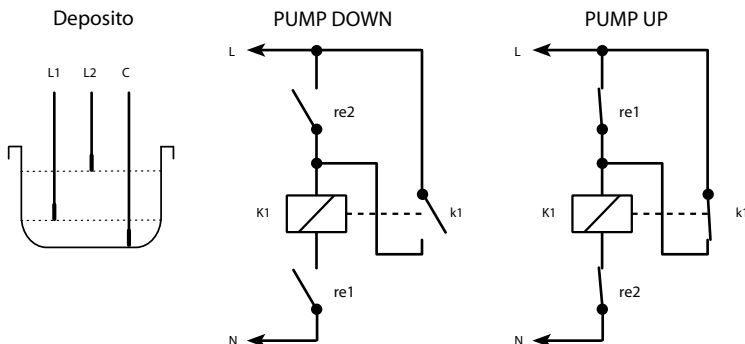 Deposito
L1
L2
C
PUMP DOWN
L
re2
K1
k1
re1
N
PUMP UP
L
re1
K1
k1
re2
N